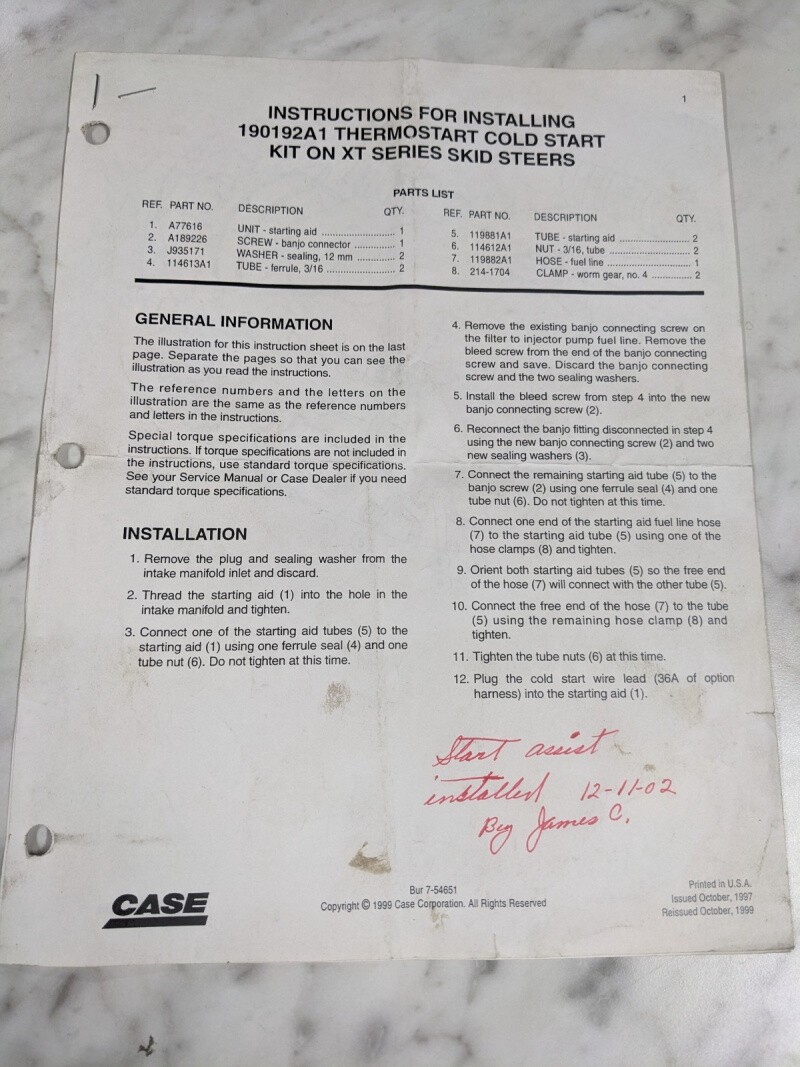 1
INSTRUCTIONS FOR INSTALLING
190192A1 THERMOSTART COLD START
KIT ON XT SERIES SKID STEERS
PARTS LIST
REF. PART NO. DESCRIPTION QTY.
1. A77616 UNIT - starting aid .......................... 1
2. A189226 SCREW - banjo connector .............. 1
3. J935171 WASHER - sealing, 12 mm ............. 2
4. 114613A1 TUBE - ferrule, 3/16 ........................ 2
REF. PART NO. DESCRIPTION QTY.
5. 119881A1 TUBE - starting aid ......................... 2
6. 114612A1 NUT - 3/16, tube ............................. 2
7. 119882A1 HOSE - fuel line ............................... 1
8. 214-1704 CLAMP - worm gear, no. 4 .............. 2
GENERAL INFORMATION
The illustration for this instruction sheet is on the last
page. Separate the pages so that you can see the
illustration as you read the instructions.
The reference numbers and the letters on the
illustration are the same as the reference numbers
and letters in the instructions.
Special torque specifications are included in the
instructions. If torque specifications are not included in
the instructions, use standard torque specifications.
See your Service Manual or Case Dealer if you need
standard torque specifications.
INSTALLATION
1. Remove the plug and sealing washer from the
intake manifold inlet and discard.
2. Thread the starting aid (1) into the hole in the
intake manifold and tighten.
3. Connect one of the starting aid tubes (5) to the
starting aid (1) using one ferrule seal (4) and one
tube nut (6). Do not tighten at this time.
4. Remove the existing banjo connecting screw on
the filter to injector pump fuel line. Remove the
bleed screw from the end of the banjo connecting
screw and save. Discard the banjo connecting
screw and the two sealing washers.
5. Install the bleed screw from step 4 into the new
banjo connecting screw (2).
6. Reconnect the banjo fitting disconnected in step 4
using the new banjo connecting screw (2) and two
new sealing washers (3).
7. Connect the remaining starting aid tube (5) to the
banjo screw (2) using one ferrule seal (4) and one
tube nut (6). Do not tighten at this time.
8. Connect one end of the starting aid fuel line hose
(7) to the starting aid tube (5) using one of the
hose clamps (8) and tighten.
9. Orient both starting aid tubes (5) so the free end
of the hose (7) will connect with the other tube (5).
10. Connect the free end of the hose (7) to the tube
(5) using the remaining hose clamp (8) and
tighten.
11. Tighten the tube nuts (6) at this time.
12. Plug the cold start wire lead (36A of option
harness) into the starting aid (1).
Start assist
installed 12-11-02
By James C.
CASE
Bur 7-54651
Copyright © 1999 Case Corporation. All Rights Reserved
Printed in U.S.A.
Issued October, 1997
Reissued October, 1999